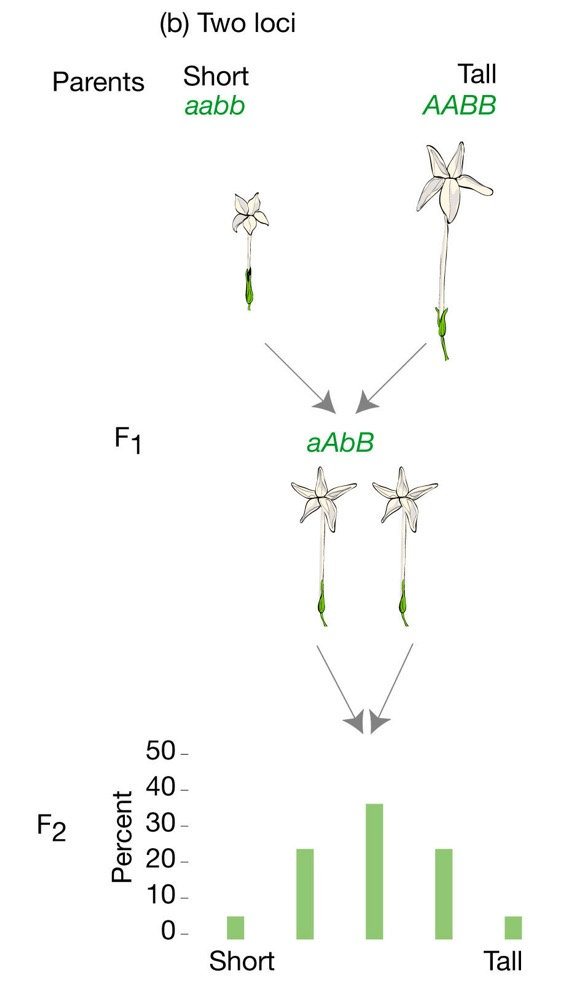 (b) Two loci
Parents
Short
aabb
Tall
AABB
F1
aAbB
F2
Percent
50
40
30
20
10
0
Short
Tall